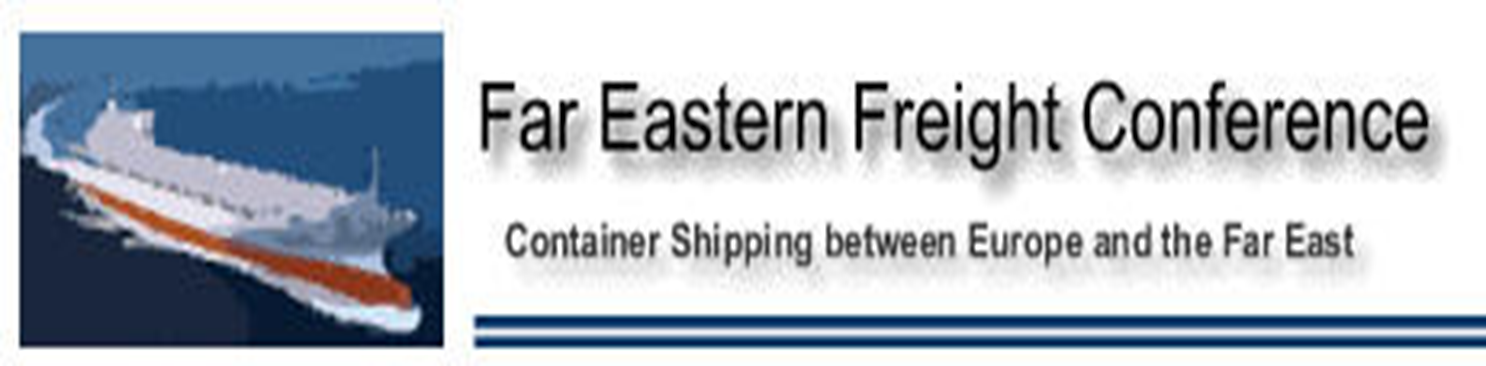 Far Eastern Freight Conference
Container Shipping between Europe and the Far East